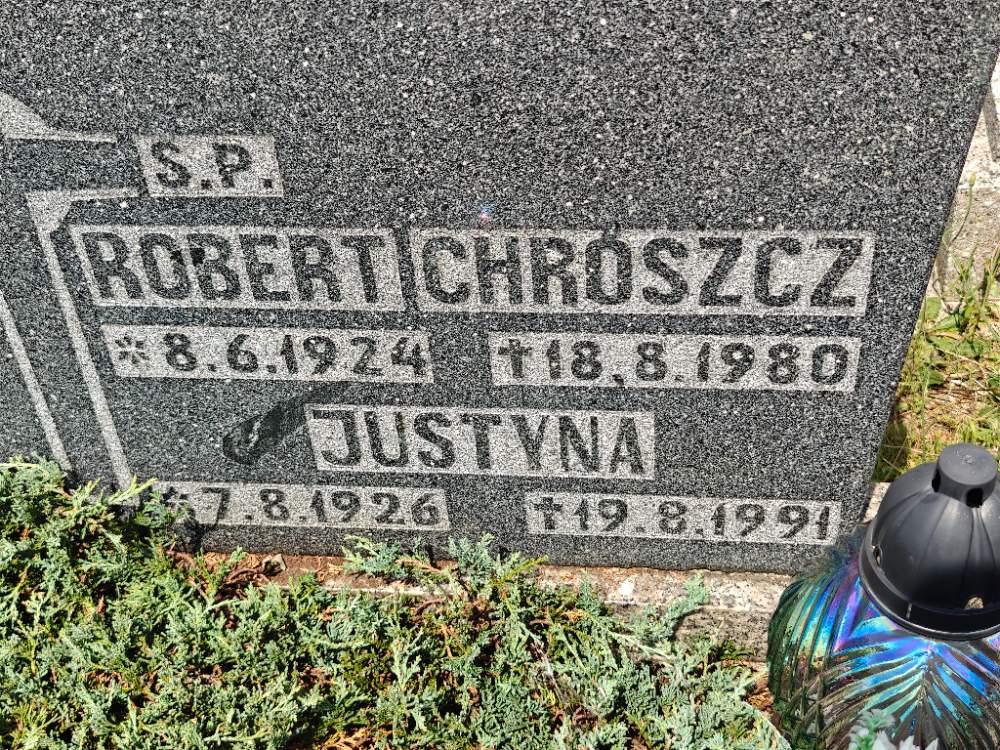 S.P.
ROBERT CHRÓSZCZ
* 8.6.1924 † 18.8.1980
JUSTYNA
* 7.8.1926 † 19.8.1991